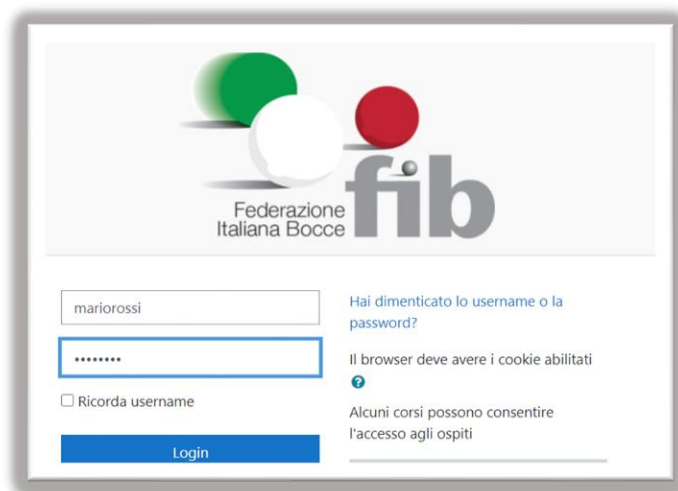 Federazione
Italiana Bocce
fib
mariorossi
••••••••
Ricorda username
Login
Hai dimenticato lo username o la
password?
Il browser deve avere i cookie abilitati
?
Alcuni corsi possono consentire
l'accesso agli ospiti